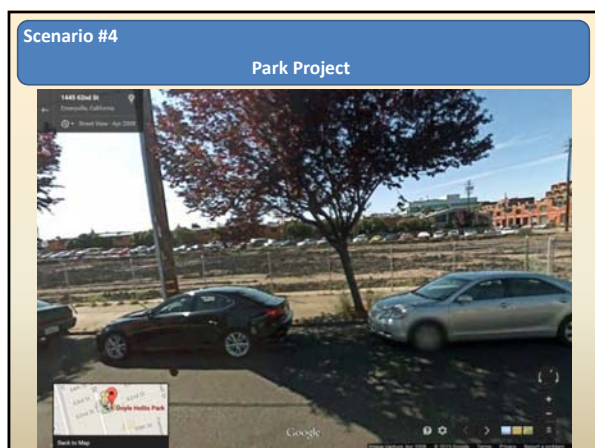 Scenario #4
Park Project
1445 62nd St
Emeryville, California
Street View - Apr 2009
Doyle Hollis Park
Back to Map
Google